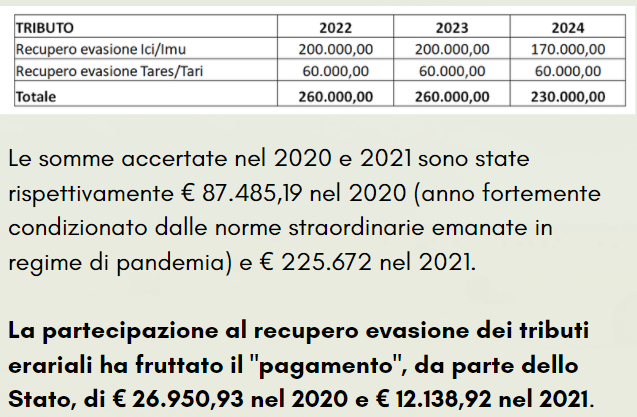 TRIBUTO 2022 2023 2024
Recupero evasione Ici/Imu 200.000,00 200.000,00 170.000,00
Recupero evasione Tares/Tari 60.000,00 60.000,00 60.000,00
Totale 260.000,00 260.000,00 230.000,00
Le somme accertate nel 2020 e 2021 sono state
rispettivamente € 87.485,19 nel 2020 (anno fortemente
condizionato dalle norme straordinarie emanate in
regime di pandemia) e € 225.672 nel 2021.
La partecipazione al recupero evasione dei tributi
erariali ha fruttato il "pagamento", da parte dello
Stato, di € 26.950,93 nel 2020 e € 12.138,92 nel 2021.